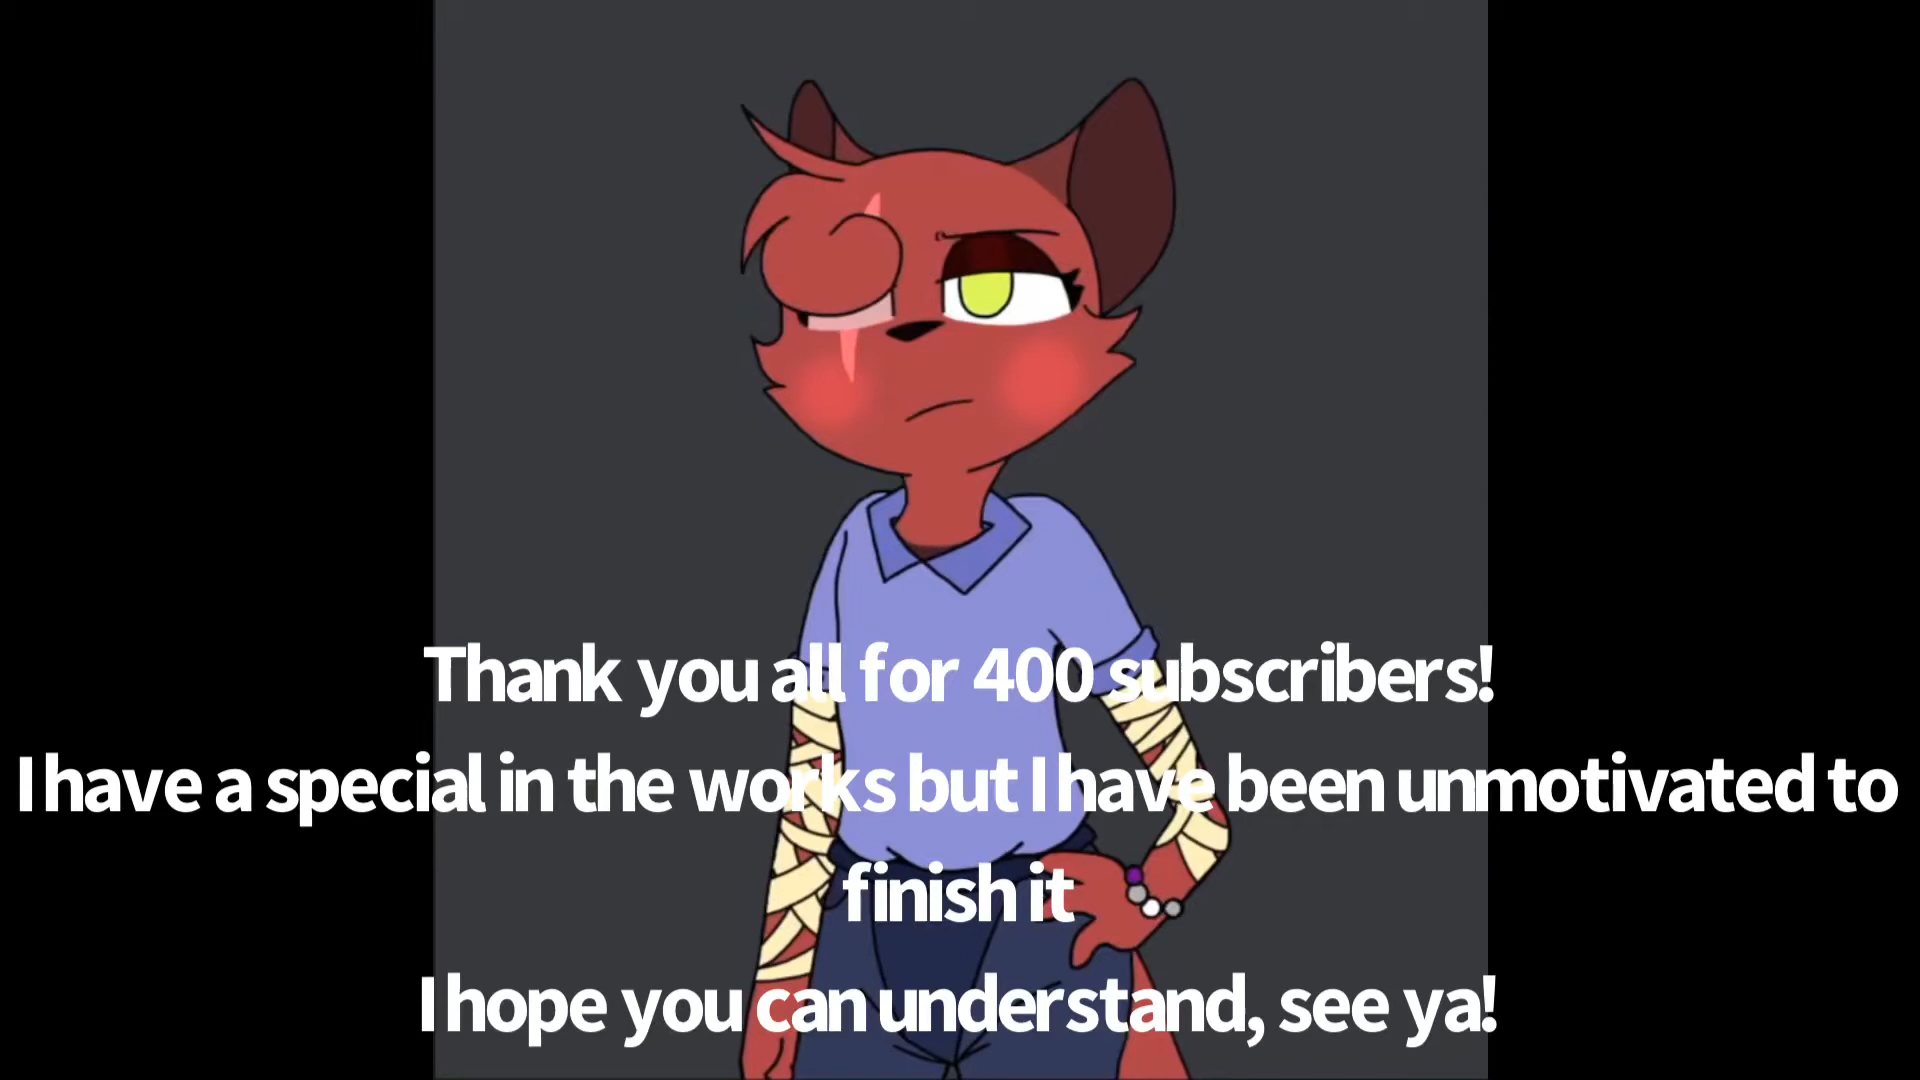 Thank you all for 400 subscribers!
I have a special in the works but I have been unmotivated to
finish it
I hope you can understand, see ya!